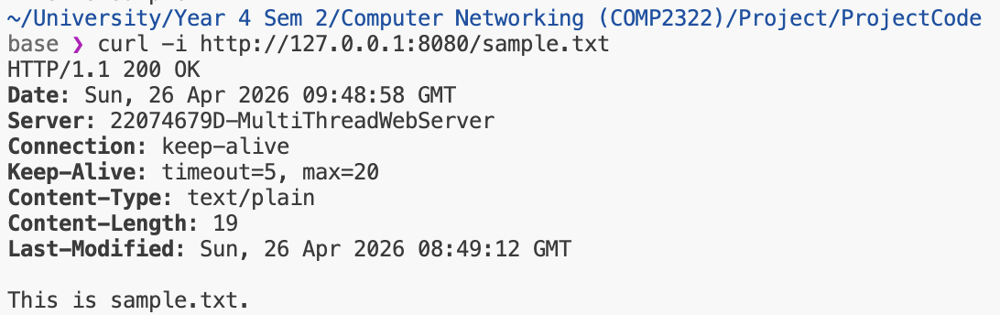 ~/University/Year 4 Sem 2/Computer Networking (COMP2322)/Project/ProjectCode
base ❯ curl -i http://127.0.0.1:8080/sample.txt
HTTP/1.1 200 OK
Date: Sun, 26 Apr 2026 09:48:58 GMT
Server: 22074679D-MultiThreadWebServer
Connection: keep-alive
Keep-Alive: timeout=5, max=20
Content-Type: text/plain
Content-Length: 19
Last-Modified: Sun, 26 Apr 2026 08:49:12 GMT

This is sample.txt.